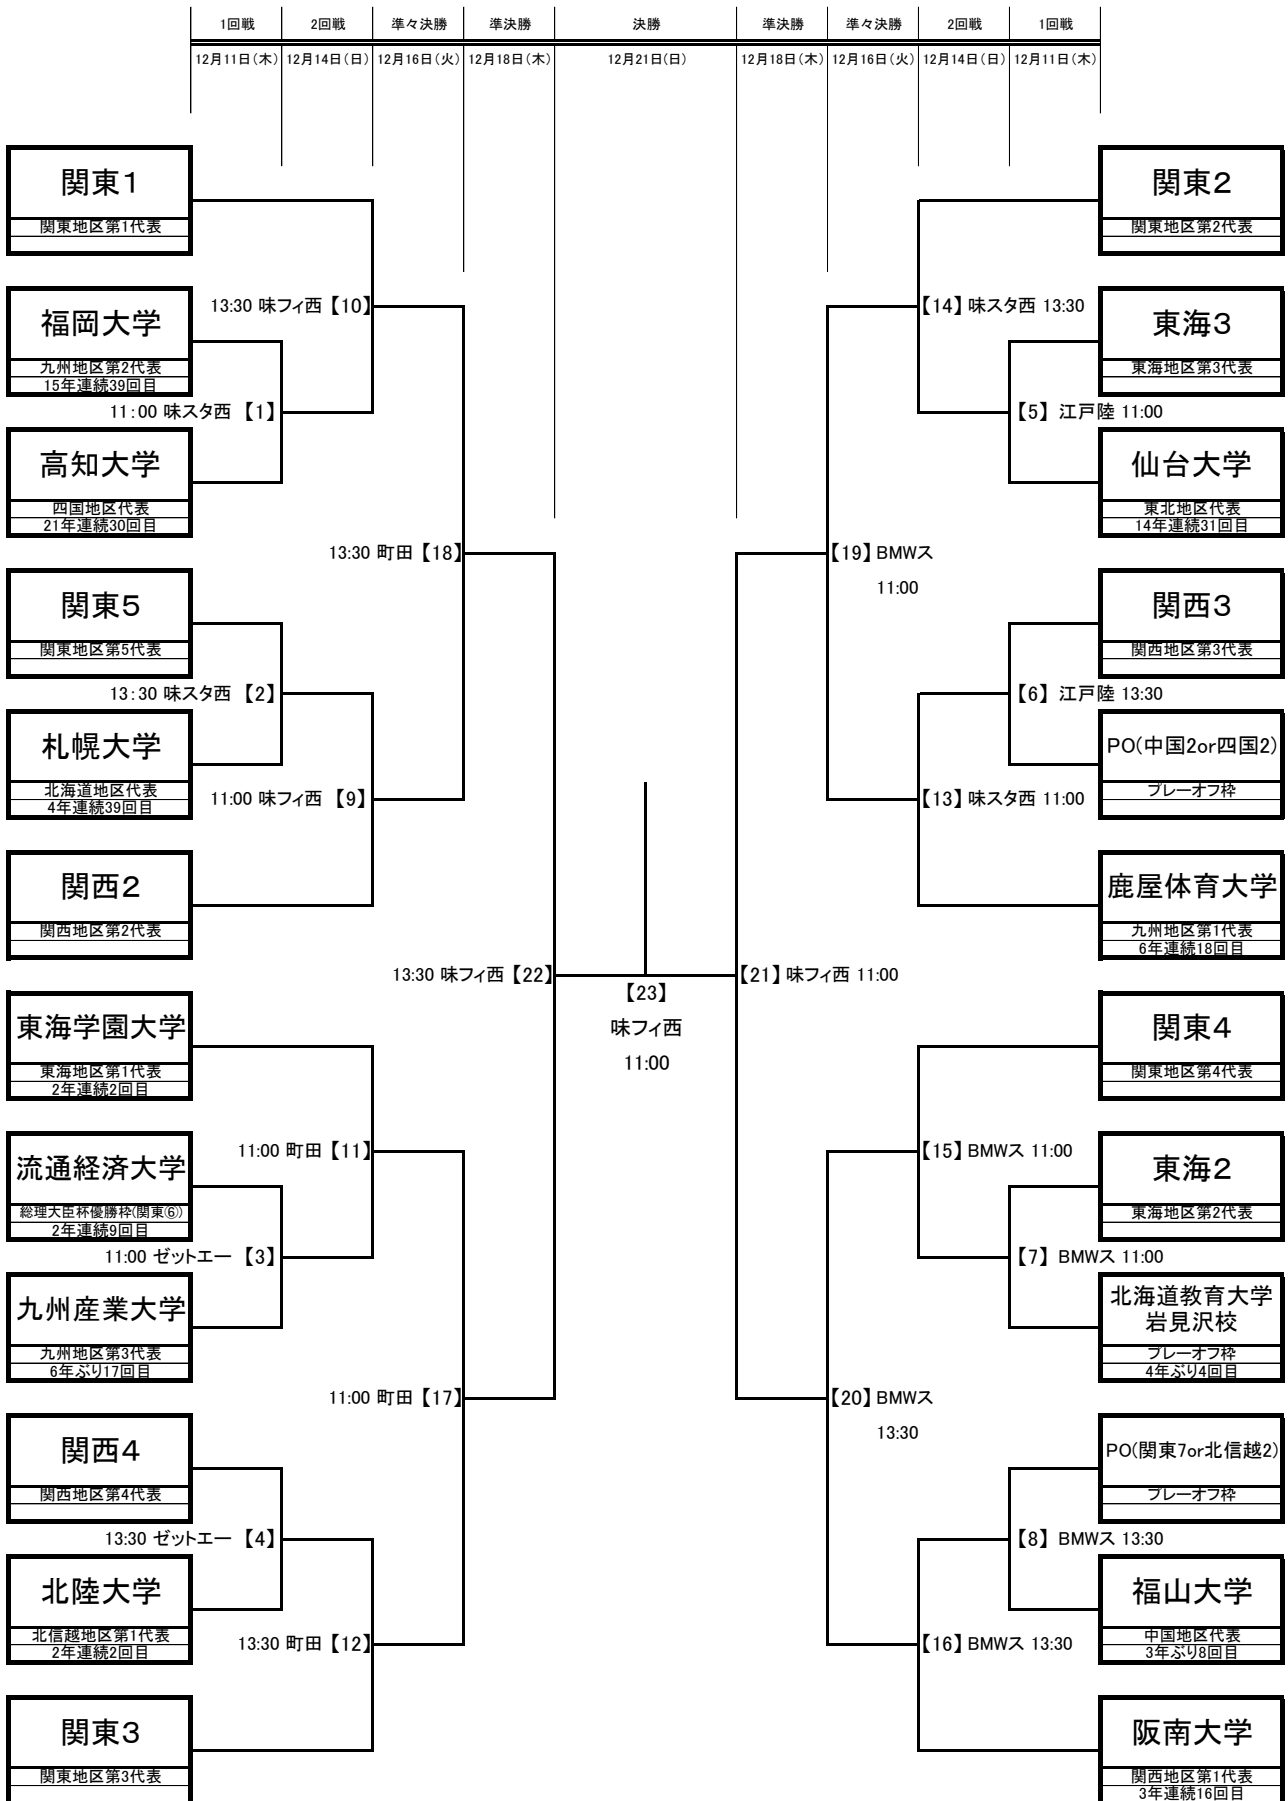 1回戦 2回戦 準々決勝 準決勝 決勝 準決勝 準々決勝 2回戦 1回戦
12月11日(木) 12月14日(日) 12月16日(火) 12月18日(木) 12月21日(日) 12月18日(木) 12月16日(火) 12月14日(日) 12月11日(木)
関東1
関東地区第1代表
13:30 味フィ西 【10】
福岡大学
九州地区第2代表
15年連続39回目
11:00 味スタ西 【1】
高知大学
四国地区代表
21年連続30回目
13:30 町田 【18】
関東5
関東地区第5代表
13:30 味スタ西 【2】
札幌大学
北海道地区代表
4年連続39回目
11:00 味フィ西 【9】
関西2
関西地区第2代表
13:30 味フィ西 【22】
東海学園大学
東海地区第1代表
2年連続2回目
11:00 町田 【11】
流通経済大学
総理大臣杯優勝枠(関東⑥)
2年連続9回目
11:00 ゼットエー 【3】
九州産業大学
九州地区第3代表
6年ぶり17回目
11:00 町田 【17】
関西4
関西地区第4代表
13:30 ゼットエー 【4】
北陸大学
北信越地区第1代表
2年連続2回目
13:30 町田 【12】
関東3
関東地区第3代表
【23】
味フィ西
11:00
関東2
関東地区第2代表
【14】 味スタ西 13:30
東海3
東海地区第3代表
【5】 江戸陸 11:00
仙台大学
東北地区代表
14年連続31回目
【19】 BMWス
11:00
関西3
関西地区第3代表
【6】 江戸陸 13:30
PO(中国2or四国2)
プレーオフ枠
【13】 味スタ西 11:00
鹿屋体育大学
九州地区第1代表
6年連続18回目
【21】 味フィ西 11:00
関東4
関東地区第4代表
【15】 BMWス 11:00
東海2
東海地区第2代表
【7】 BMWス 11:00
北海道教育大学
岩見沢校
プレーオフ枠
4年ぶり4回目
【20】 BMWス
13:30
PO(関東7or北信越2)
プレーオフ枠
【8】 BMWス 13:30
福山大学
中国地区代表
3年ぶり8回目
【16】 BMWス 13:30
阪南大学
関西地区第1代表
3年連続16回目